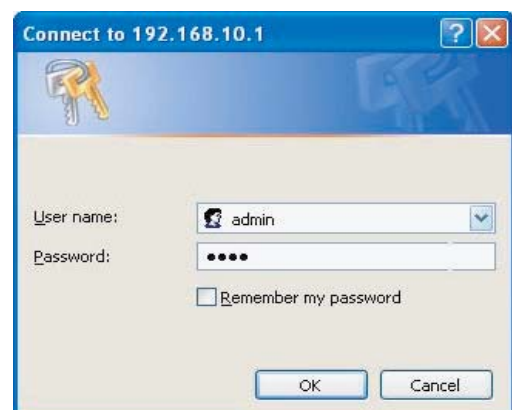 Connect to 192.168.10.1
User name:
admin
Password:
••••
Remember my password
OK
Cancel